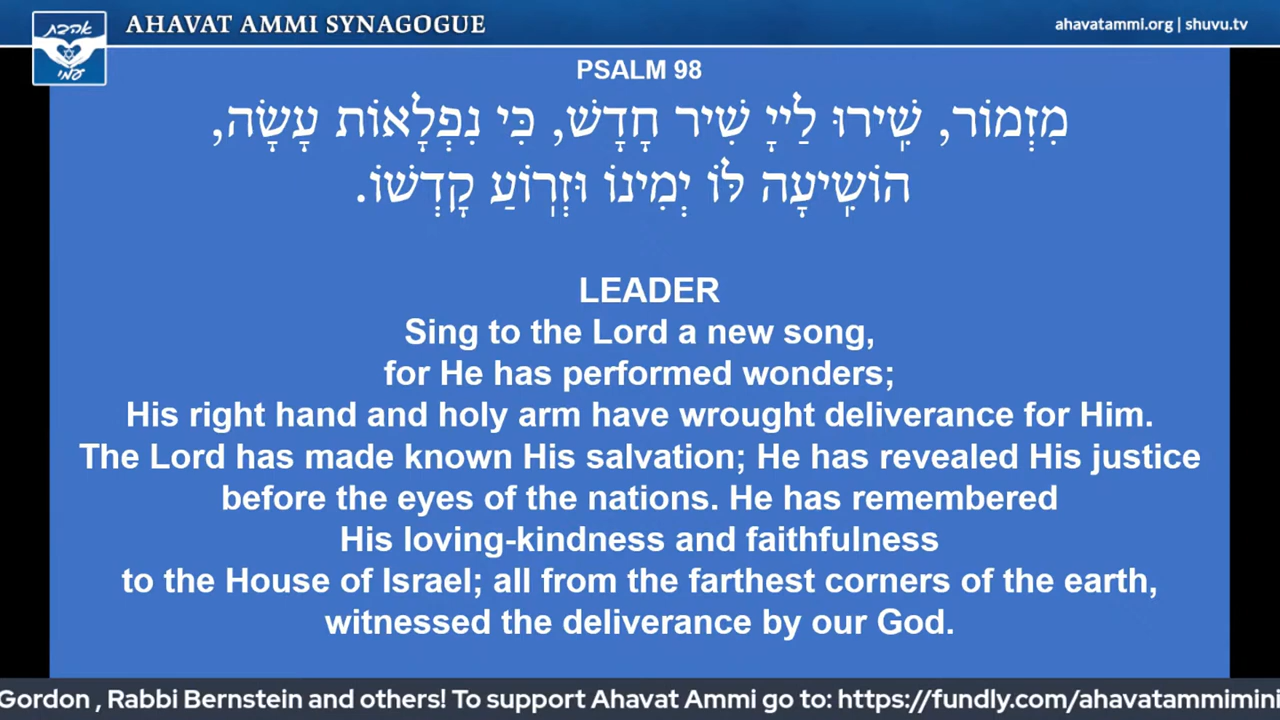 אהבת
עמי
AHAVAT AMMI SYNAGOGUE
ahavatammi.org | shuvu.tv
PSALM 98
מִזְמוֹר, שִׁירוּ לַייָ שִׁיר חָדָשׁ, כִּי נִפְלָאוֹת עָשָׂה,
הוֹשִׁיעָה לּוֹ יְמִינוֹ וּזְרוֹעַ קָדְשׁוֹ.
LEADER
Sing to the Lord a new song,
for He has performed wonders;
His right hand and holy arm have wrought deliverance for Him.
The Lord has made known His salvation; He has revealed His justice
before the eyes of the nations. He has remembered
His loving-kindness and faithfulness
to the House of Israel; all from the farthest corners of the earth,
witnessed the deliverance by our God.
Gordon , Rabbi Bernstein and others! To support Ahavat Ammi go to: https://fundly.com/ahavatammimini